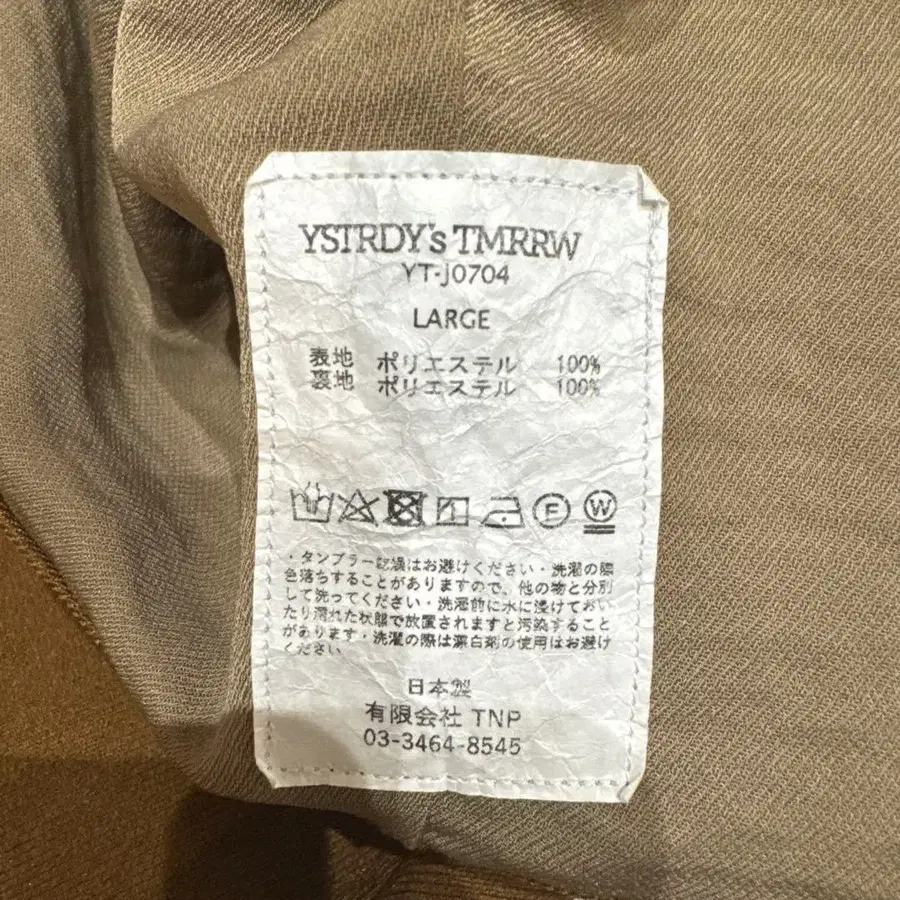 YSTRDY's TMRRW
YT-J0704
LARGE
表地 ポリエステル 100%
裏地 ポリエステル 100%
F W
・タンブラー乾燥はお避けください・洗濯の際
色落ちすることがありますので、他の物と分別
して洗ってください・洗濯前に水に浸けておい
たり濡れた状態で放置されますと汚染すること
があります・洗濯の際は漂白剤の使用はお避け
ください
日本製
有限会社 TNP
03-3464-8545